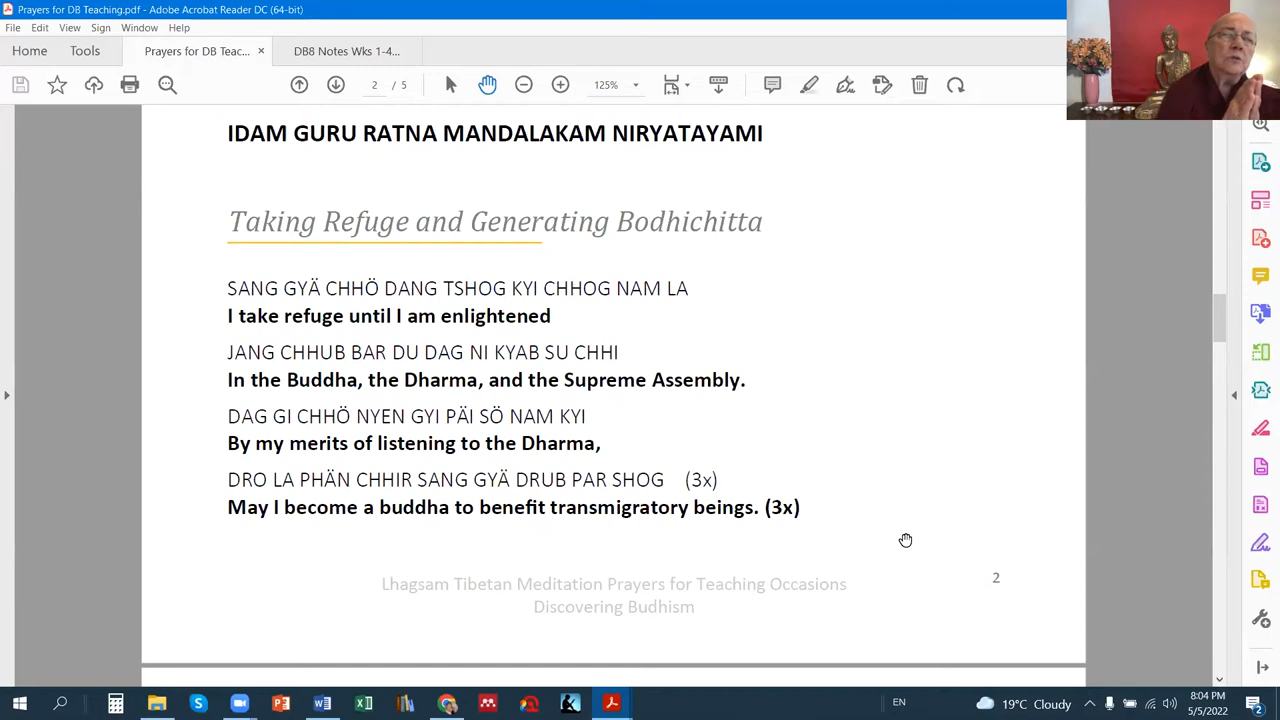 Prayers for DB Teaching.pdf - Adobe Acrobat Reader DC (64-bit)
File Edit View Sign Window Help
Home Tools Prayers for DB Teac... × DB8 Notes Wks 1-4...
2 / 5 125%
IDAM GURU RATNA MANDALAKAM NIRYATAYAMI
Taking Refuge and Generating Bodhichitta
SANG GYÄ CHHÖ DANG TSHOG KYI CHHOG NAM LA
I take refuge until I am enlightened
JANG CHHUB BAR DU DAG NI KYAB SU CHHI
In the Buddha, the Dharma, and the Supreme Assembly.
DAG GI CHHÖ NYEN GYI PÄI SÖ NAM KYI
By my merits of listening to the Dharma,
DRO LA PHÄN CHHIR SANG GYÄ DRUB PAR SHOG (3x)
May I become a buddha to benefit transmigratory beings. (3x)
2
Lhagsam Tibetan Meditation Prayers for Teaching Occasions
Discovering Budhism
EN 19°C Cloudy 8:04 PM
5/5/2022 2